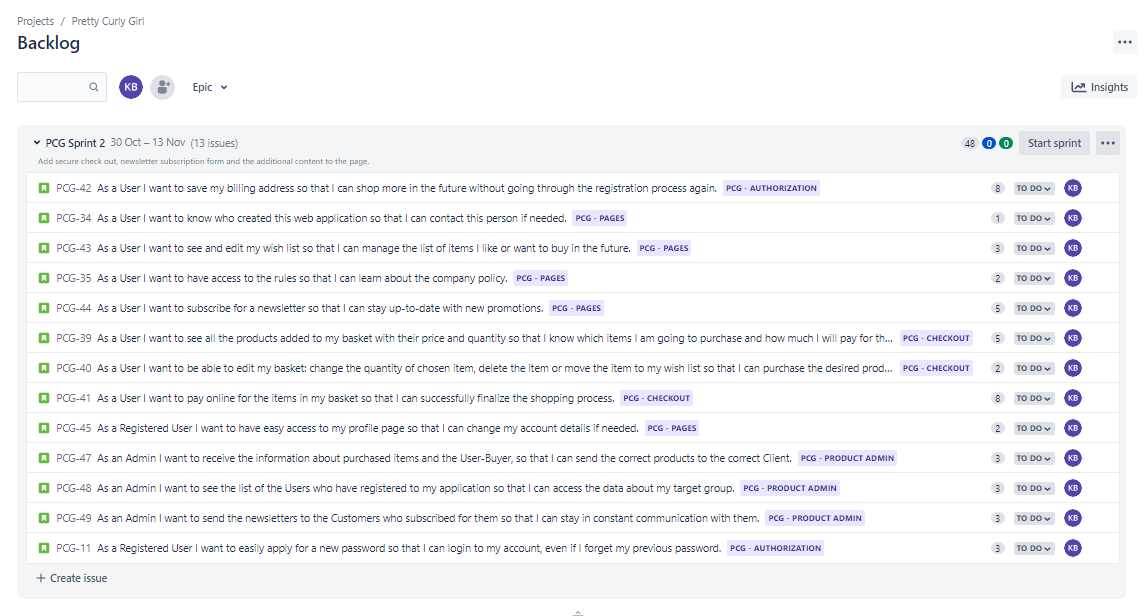 Projects / Pretty Curly Girl
Backlog
KB Epic Insights
PCG Sprint 2 30 Oct – 13 Nov (13 issues) 48 0 0 Start sprint
Add secure check out, newsletter subscription form and the additional content to the page.
PCG-42 As a User I want to save my billing address so that I can shop more in the future without going through the registration process again. PCG - AUTHORIZATION 8 TO DO KB
PCG-34 As a User I want to know who created this web application so that I can contact this person if needed. PCG - PAGES 1 TO DO KB
PCG-43 As a User I want to see and edit my wish list so that I can manage the list of items I like or want to buy in the future. PCG - PAGES 3 TO DO KB
PCG-35 As a User I want to have access to the rules so that I can learn about the company policy. PCG - PAGES 2 TO DO KB
PCG-44 As a User I want to subscribe for a newsletter so that I can stay up-to-date with new promotions. PCG - PAGES 5 TO DO KB
PCG-39 As a User I want to see all the products added to my basket with their price and quantity so that I know which items I am going to purchase and how much I will pay for th... PCG - CHECKOUT 5 TO DO KB
PCG-40 As a User I want to be able to edit my basket: change the quantity of chosen item, delete the item or move the item to my wish list so that I can purchase the desired prod... PCG - CHECKOUT 2 TO DO KB
PCG-41 As a User I want to pay online for the items in my basket so that I can successfully finalize the shopping process. PCG - CHECKOUT 8 TO DO KB
PCG-45 As a Registered User I want to have easy access to my profile page so that I can change my account details if needed. PCG - PAGES 2 TO DO KB
PCG-47 As an Admin I want to receive the information about purchased items and the User-Buyer, so that I can send the correct products to the correct Client. PCG - PRODUCT ADMIN 3 TO DO KB
PCG-48 As an Admin I want to see the list of the Users who have registered to my application so that I can access the data about my target group. PCG - PRODUCT ADMIN 3 TO DO KB
PCG-49 As an Admin I want to send the newsletters to the Customers who subscribed for them so that I can stay in constant communication with them. PCG - PRODUCT ADMIN 3 TO DO KB
PCG-11 As a Registered User I want to easily apply for a new password so that I can login to my account, even if I forget my previous password. PCG - AUTHORIZATION 3 TO DO KB
+ Create issue